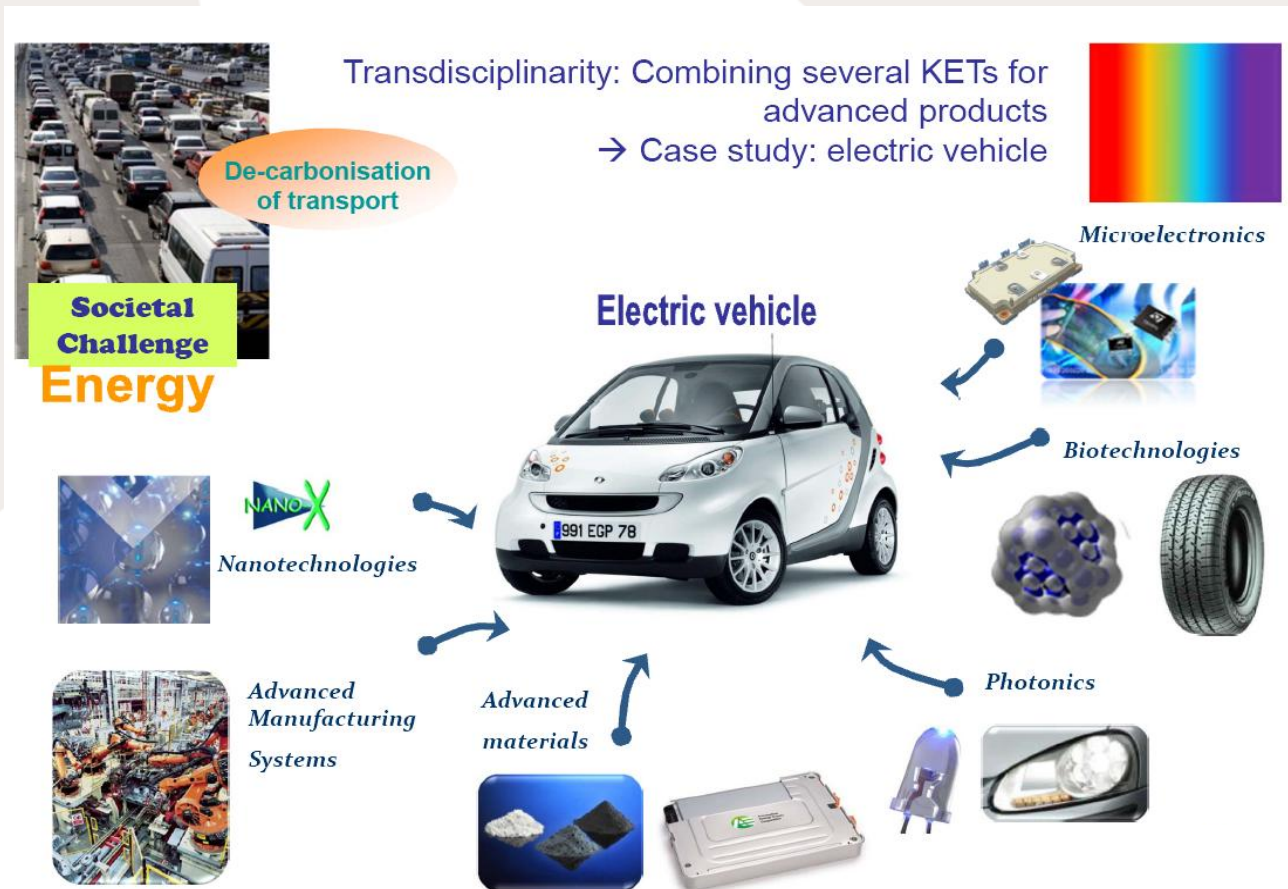 Transdisciplinarity: Combining several KETs for
advanced products
→ Case study: electric vehicle
De-carbonisation
of transport
Societal
Challenge
Energy
Electric vehicle
Microelectronics
Biotechnologies
NANO X
Nanotechnologies
991 EGP 78
Advanced
Manufacturing
Systems
Advanced
materials
Photonics